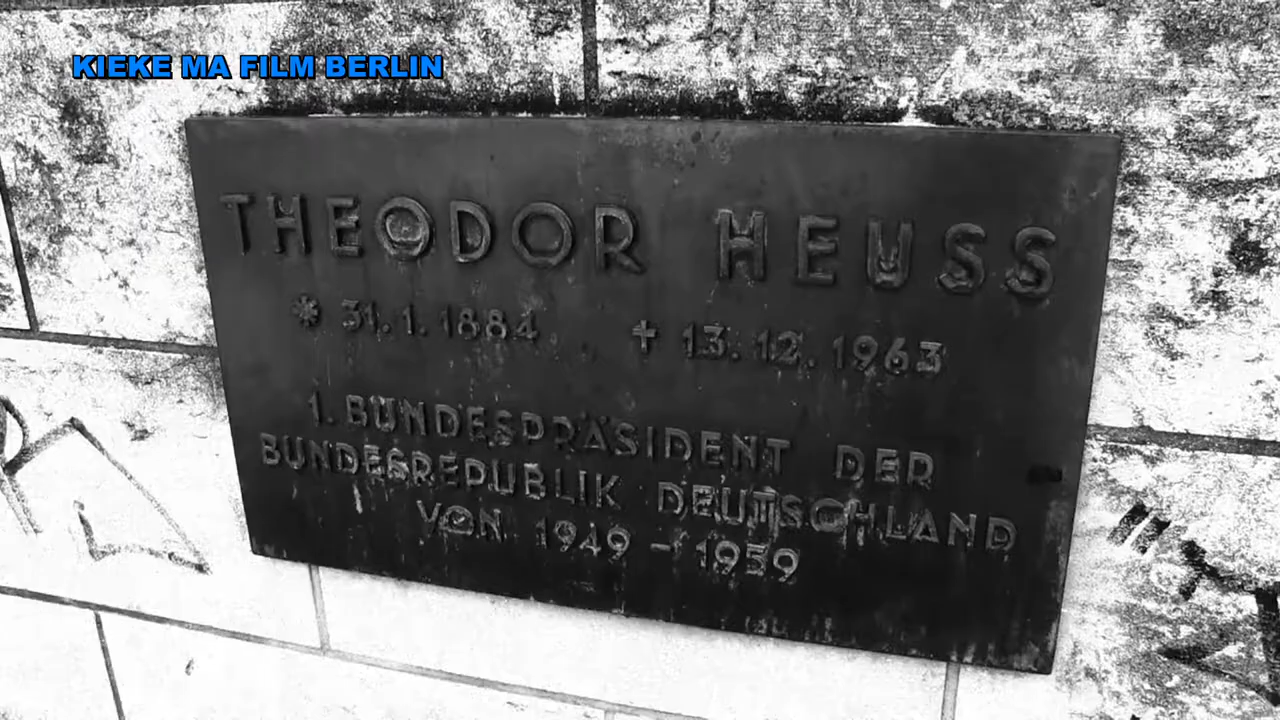 KIEKE MA FILM BERLIN
THEODOR HEUSS
* 31.1.1884 † 13.12.1963
1. BUNDESPRÄSIDENT DER
BUNDESREPUBLIK DEUTSCHLAND
VON 1949 - 1959